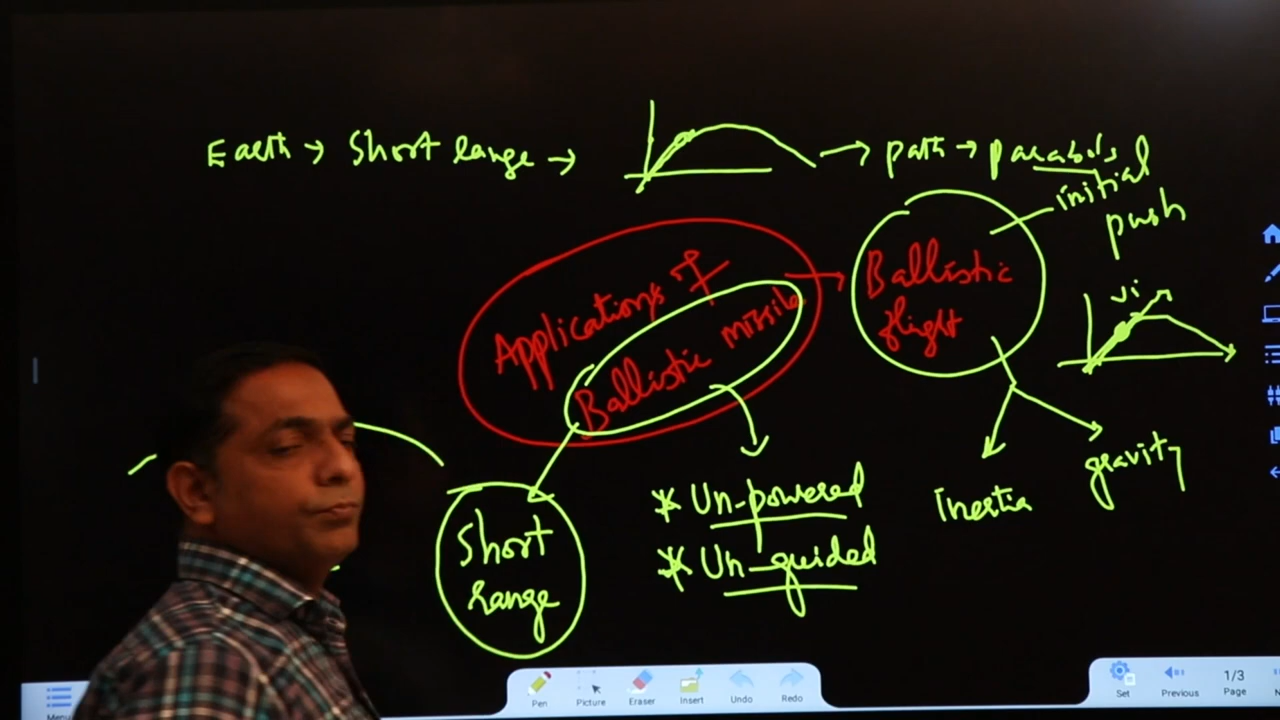 Earth → Short range → → path → parabola
initial
push
Applications of
Ballistic missile
→
Ballistic
flight
vi
* Un-powered
* Un-guided
Inertia
gravity
Short
range
Menu
Pen
Picture
Eraser
Insert
Undo
Redo
Set
Previous
1/3
Page